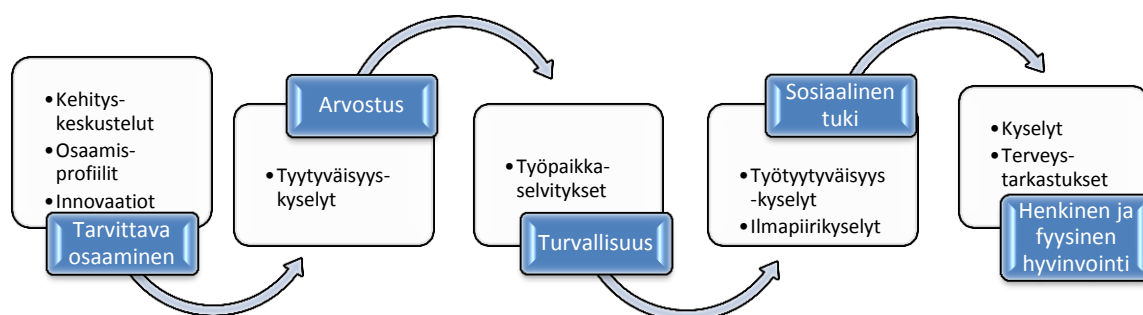 •Kehitys-
keskustelut
•Osaamis-
profiilit
•Innovaatiot
Tarvittava
osaaminen
Arvostus
•Tyytyväisyys-
kyselyt
•Työpaikka-
selvitykset
Turvallisuus
Sosiaalinen
tuki
•Työtyytyväisyys
-kyselyt
•Ilmapiirikyselyt
•Kyselyt
•Terveys-
tarkastukset
Henkinen ja
fyysinen
hyvinvointi